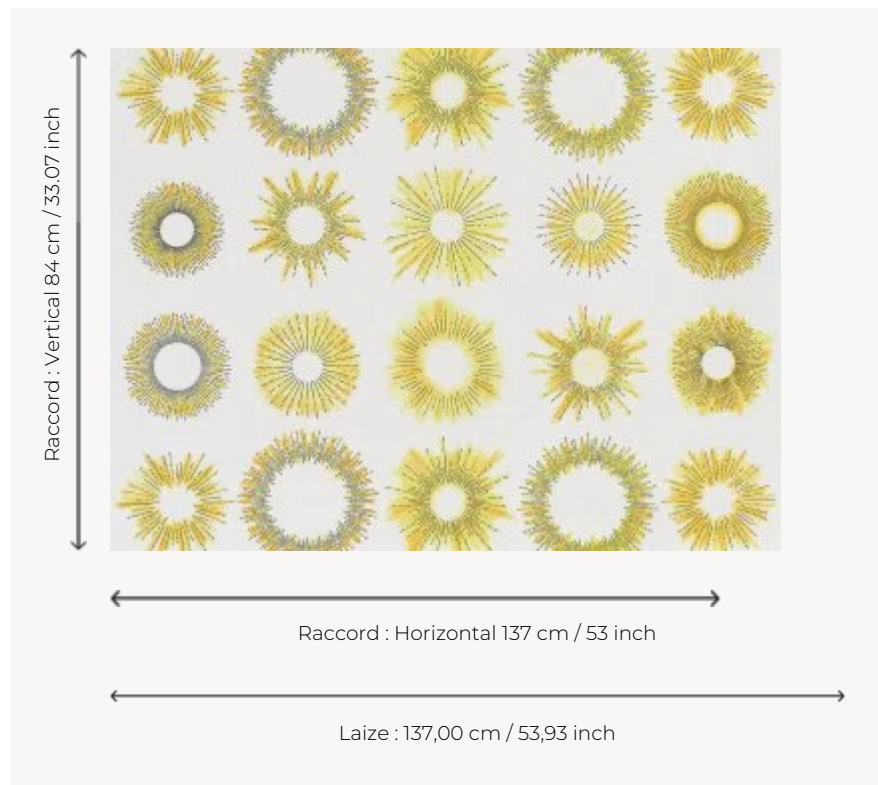 Raccord : Vertical 84 cm / 33.07 inch
Raccord : Horizontal 137 cm / 53 inch
Laize : 137,00 cm / 53,93 inch